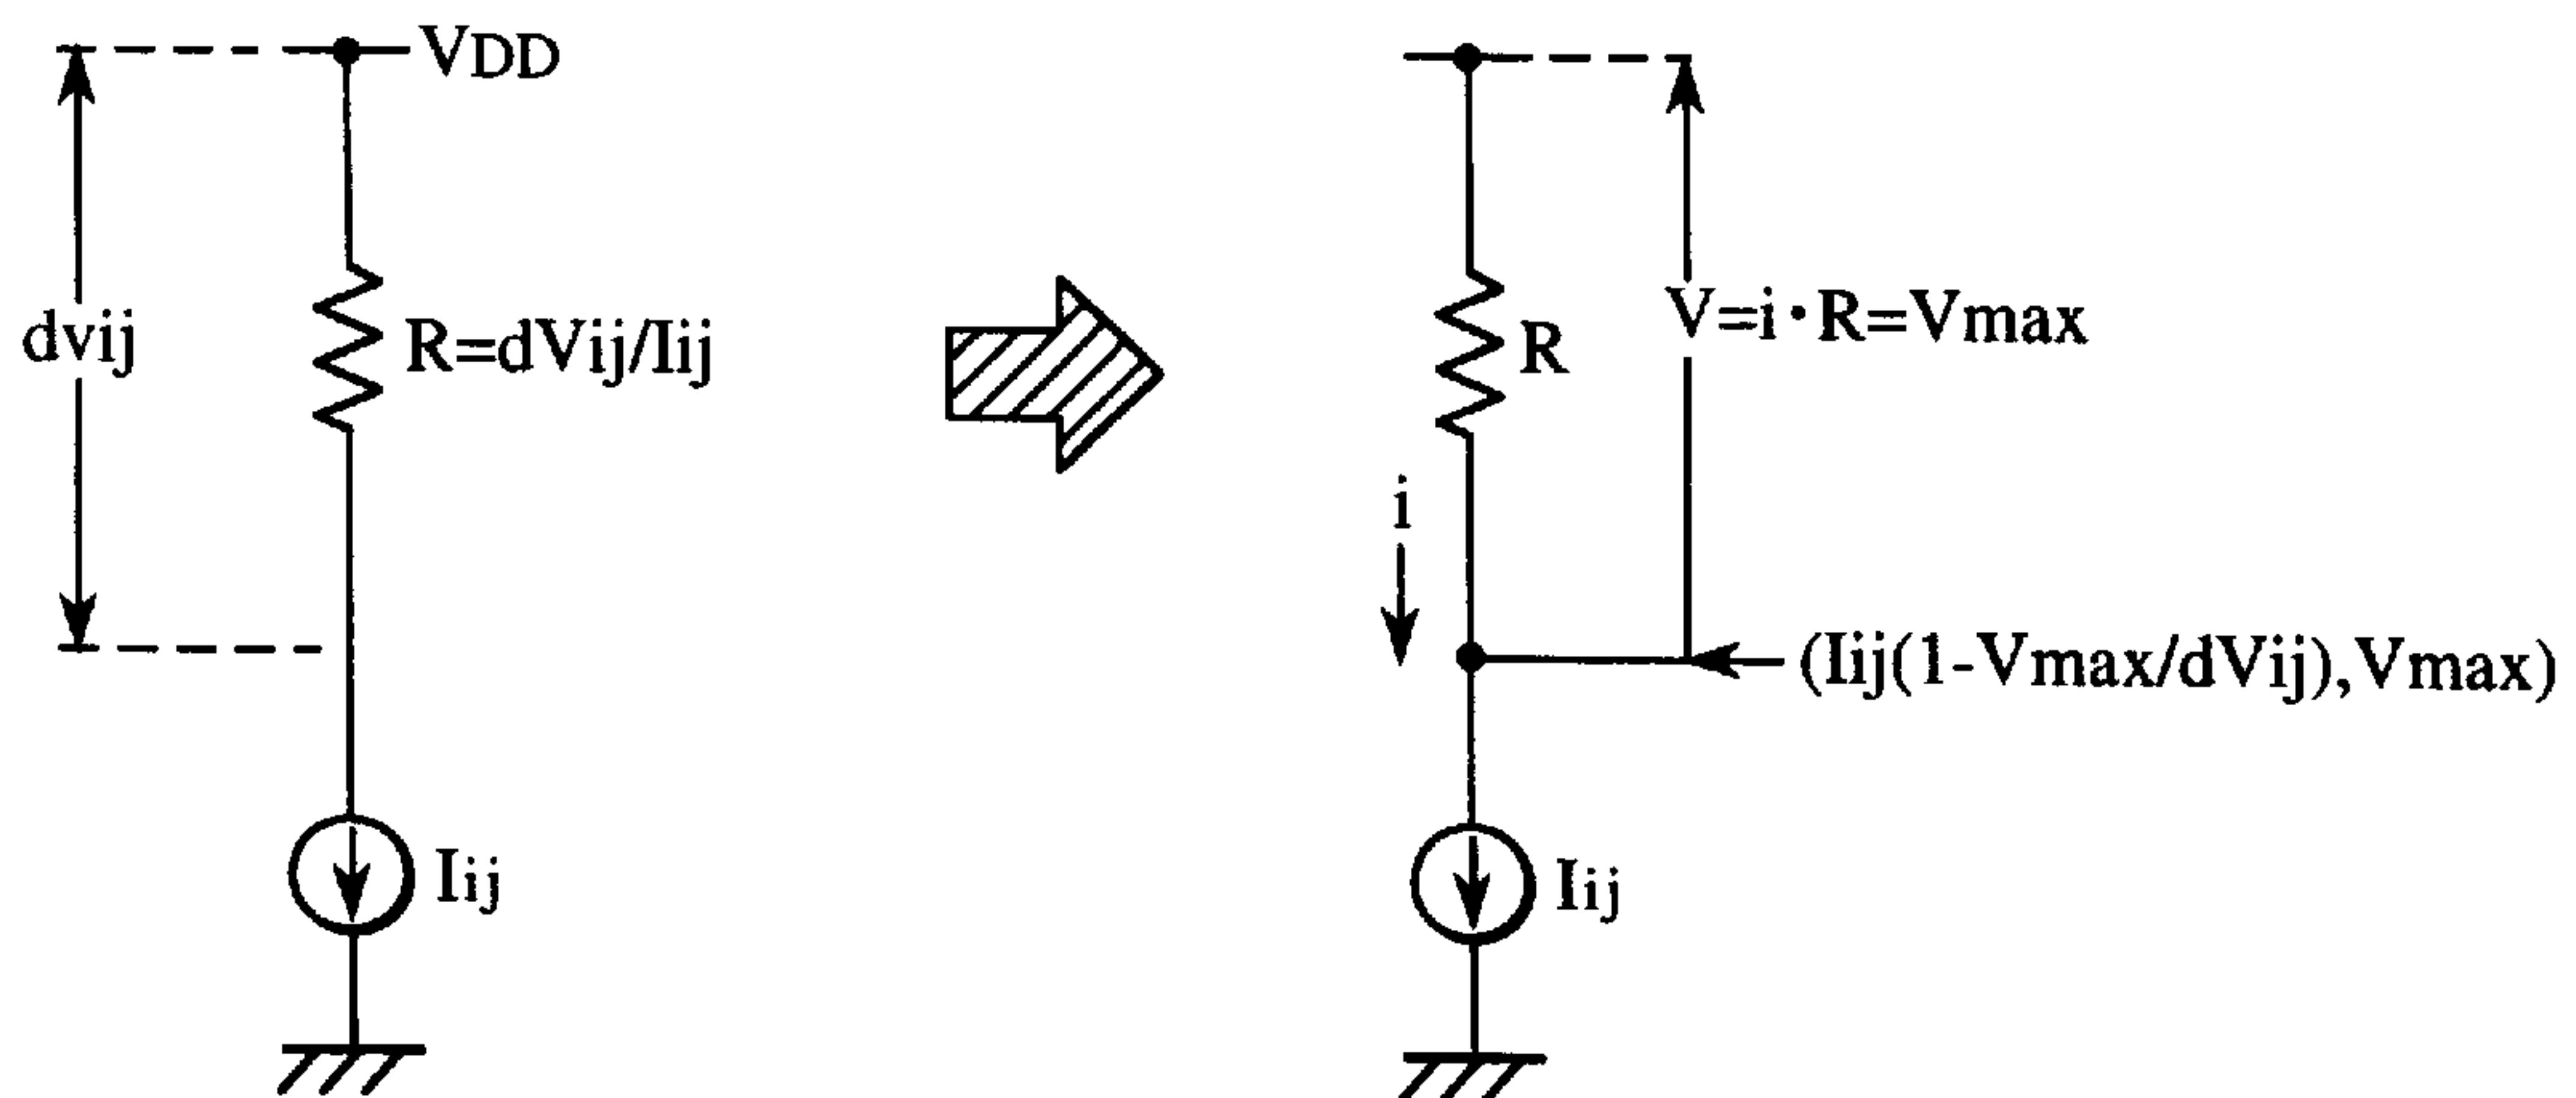 VDD
dvij
R=dVij/Iij
Iij
V=i·R=Vmax
R
i
(Iij(1-Vmax/dVij),Vmax)
Iij